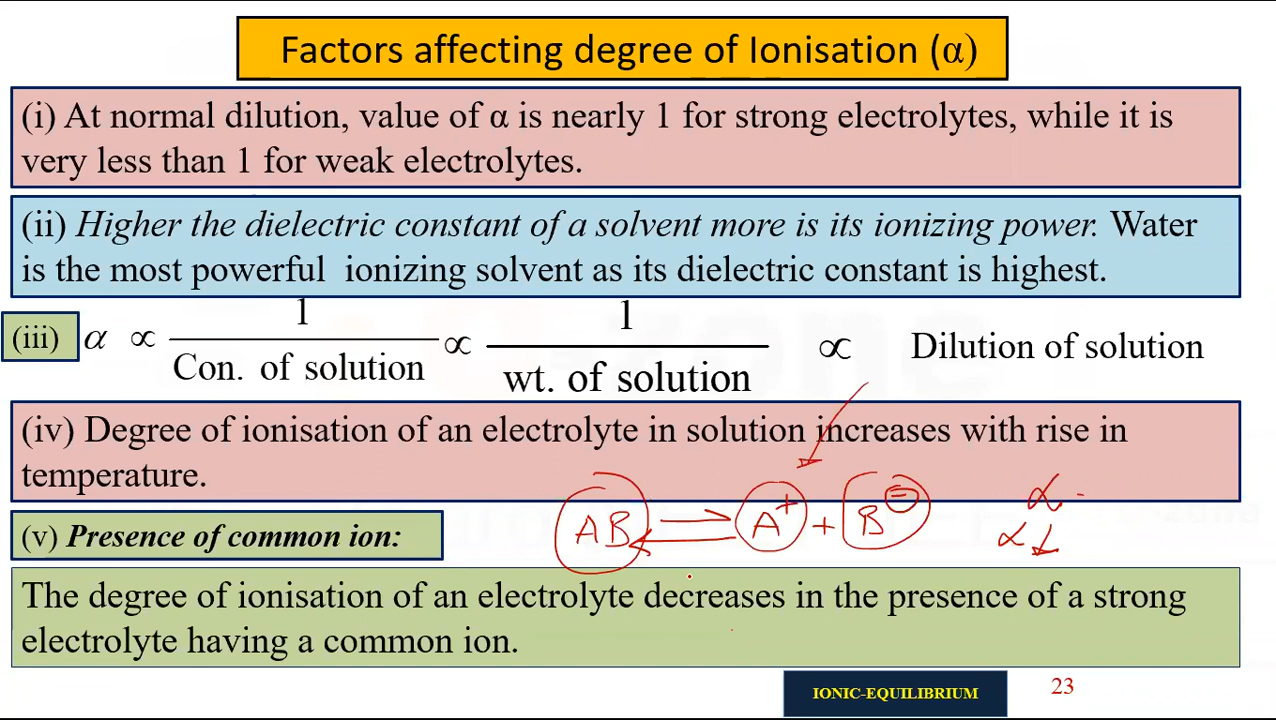 Factors affecting degree of Ionisation (α)
(i) At normal dilution, value of α is nearly 1 for strong electrolytes, while it is
very less than 1 for weak electrolytes.
(ii) Higher the dielectric constant of a solvent more is its ionizing power. Water
is the most powerful ionizing solvent as its dielectric constant is highest.
(iii) α ∝ 1 / Con. of solution ∝ 1 / wt. of solution ∝ Dilution of solution
(iv) Degree of ionisation of an electrolyte in solution increases with rise in
temperature.
AB ⇌ A⁺ + B⁻
α
α ↓
(v) Presence of common ion:
The degree of ionisation of an electrolyte decreases in the presence of a strong
electrolyte having a common ion.
IONIC-EQUILIBRIUM
23